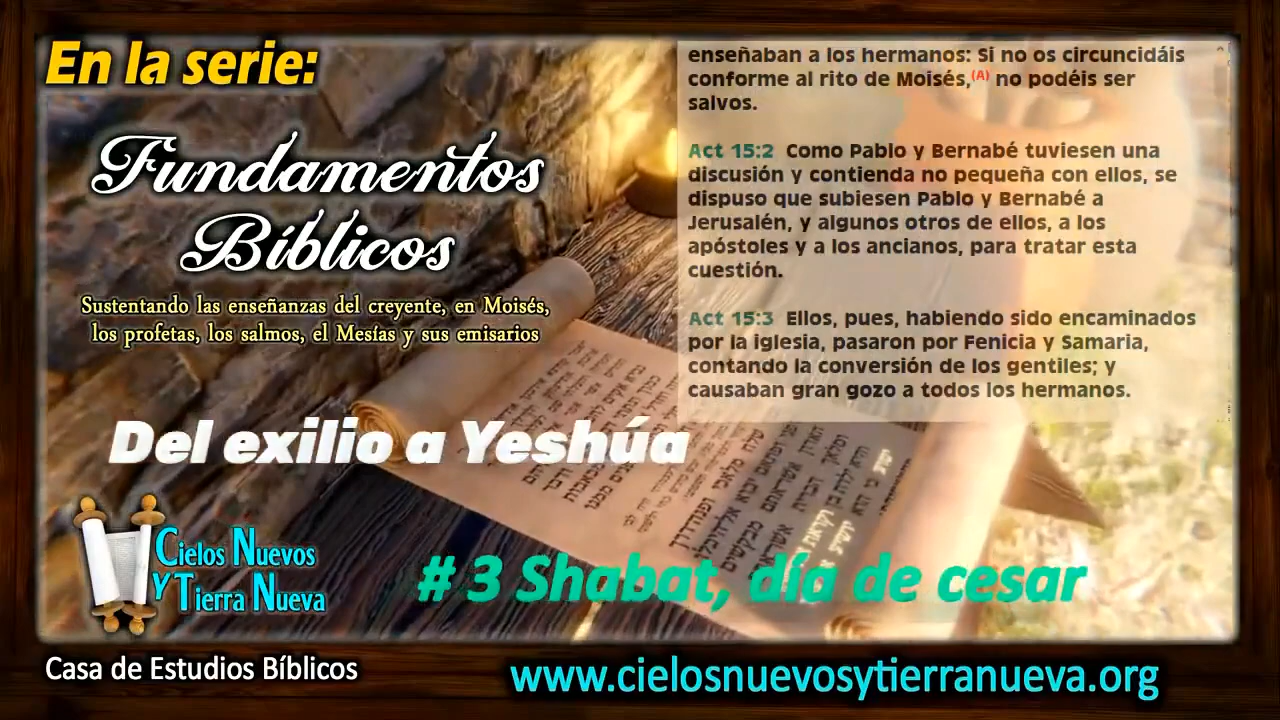 En la serie:
Fundamentos
Bíblicos
Sustentando las enseñanzas del creyente, en Moisés,
los profetas, los salmos, el Mesías y sus emisarios
enseñaban a los hermanos: Si no os circuncidáis
conforme al rito de Moisés,(A) no podéis ser
salvos.
Act 15:2 Como Pablo y Bernabé tuviesen una
discusión y contienda no pequeña con ellos, se
dispuso que subiesen Pablo y Bernabé a
Jerusalén, y algunos otros de ellos, a los
apóstoles y a los ancianos, para tratar esta
cuestión.
Act 15:3 Ellos, pues, habiendo sido encaminados
por la iglesia, pasaron por Fenicia y Samaria,
contando la conversión de los gentiles; y
causaban gran gozo a todos los hermanos.
Del exilio a Yeshúa
Cielos Nuevos
Y Tierra Nueva
# 3 Shabat, día de cesar
Casa de Estudios Bíblicos
www.cielosnuevosytierranueva.org